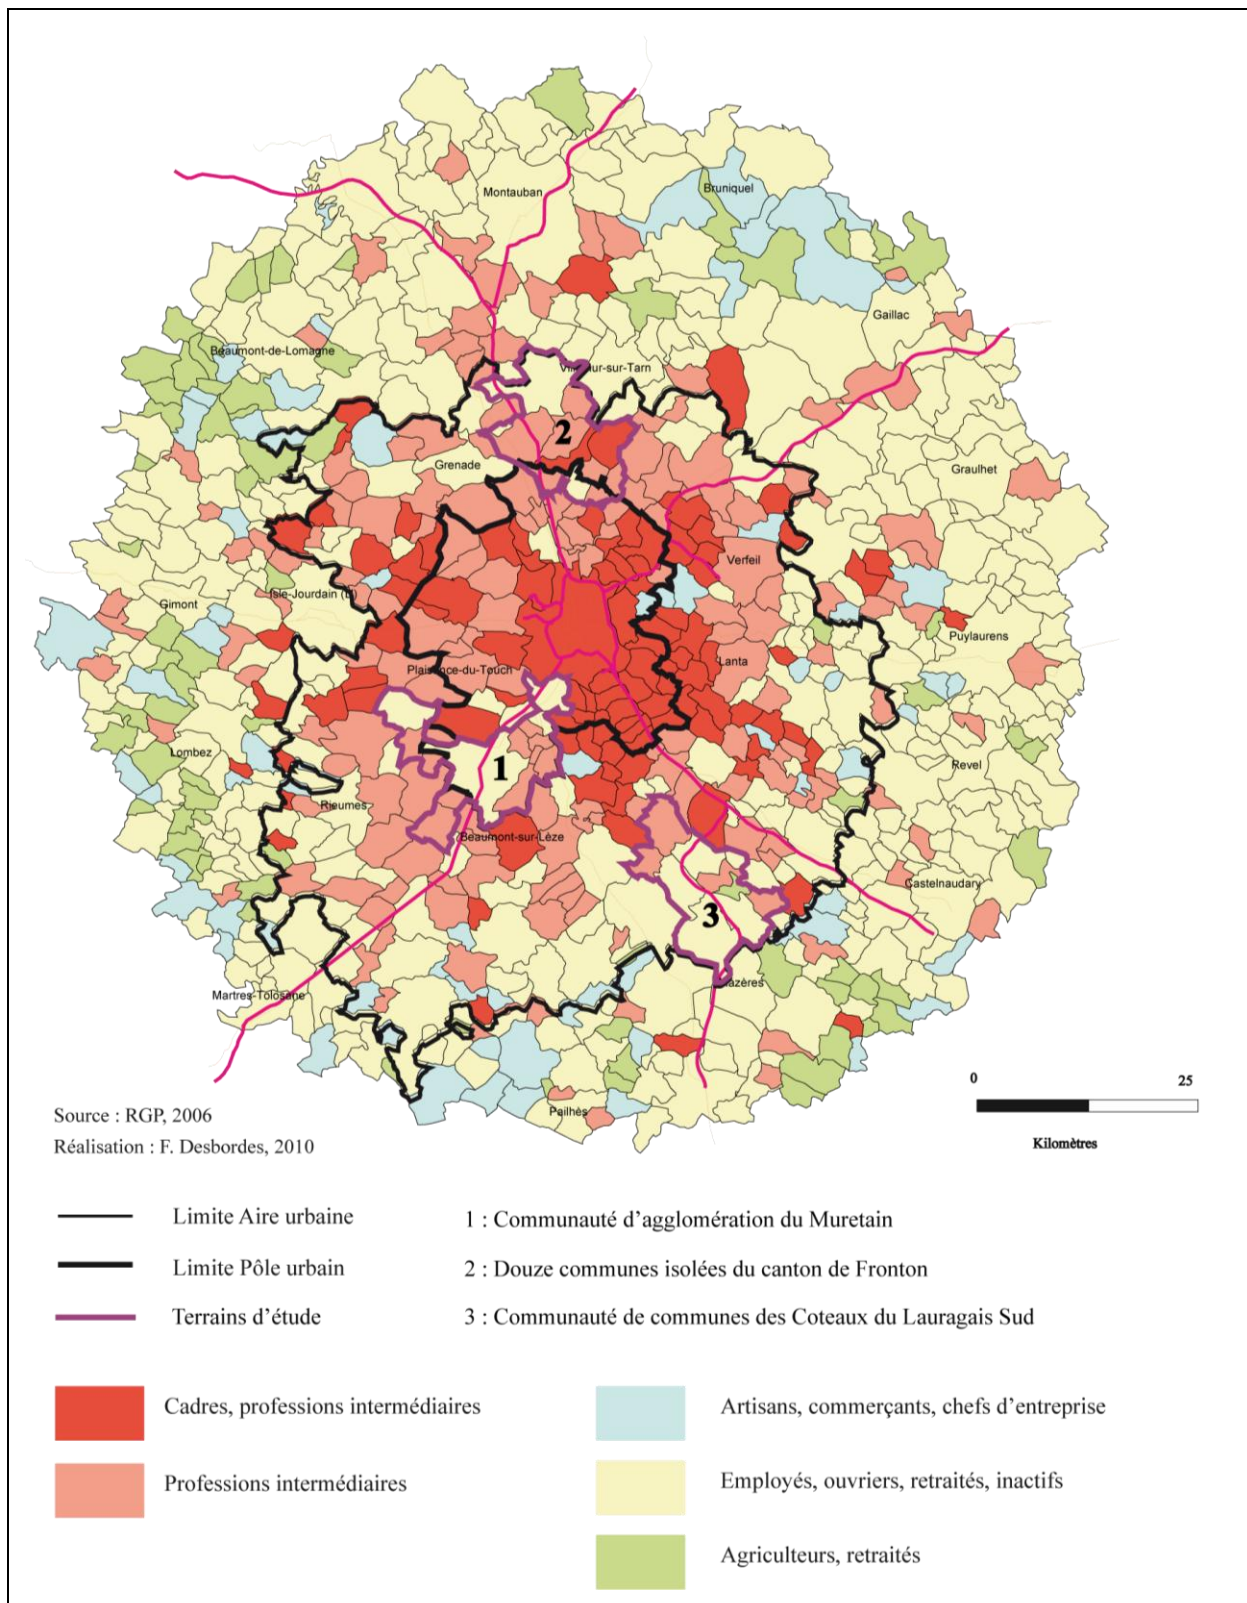 Montauban
Bruniquel
Gaillac
Beaumont-de-Lomagne
2
Grenade
Graulhet
Verfeil
Isle-Jourdain (L')
Gimont
Puylaurens
Lanta
Plaisance-du-Touch
Lombez
1
Revel
Rieumes
Beaumont-sur-Lèze
Castelnaudary
3
Martres-Tolosane
Pailhès
0 25
Kilomètres
Source : RGP, 2006
Réalisation : F. Desbordes, 2010
Limite Aire urbaine
Limite Pôle urbain
Terrains d'étude
1 : Communauté d'agglomération du Muretain
2 : Douze communes isolées du canton de Fronton
3 : Communauté de communes des Coteaux du Lauragais Sud
Cadres, professions intermédiaires
Professions intermédiaires
Artisans, commerçants, chefs d'entreprise
Employés, ouvriers, retraités, inactifs
Agriculteurs, retraités